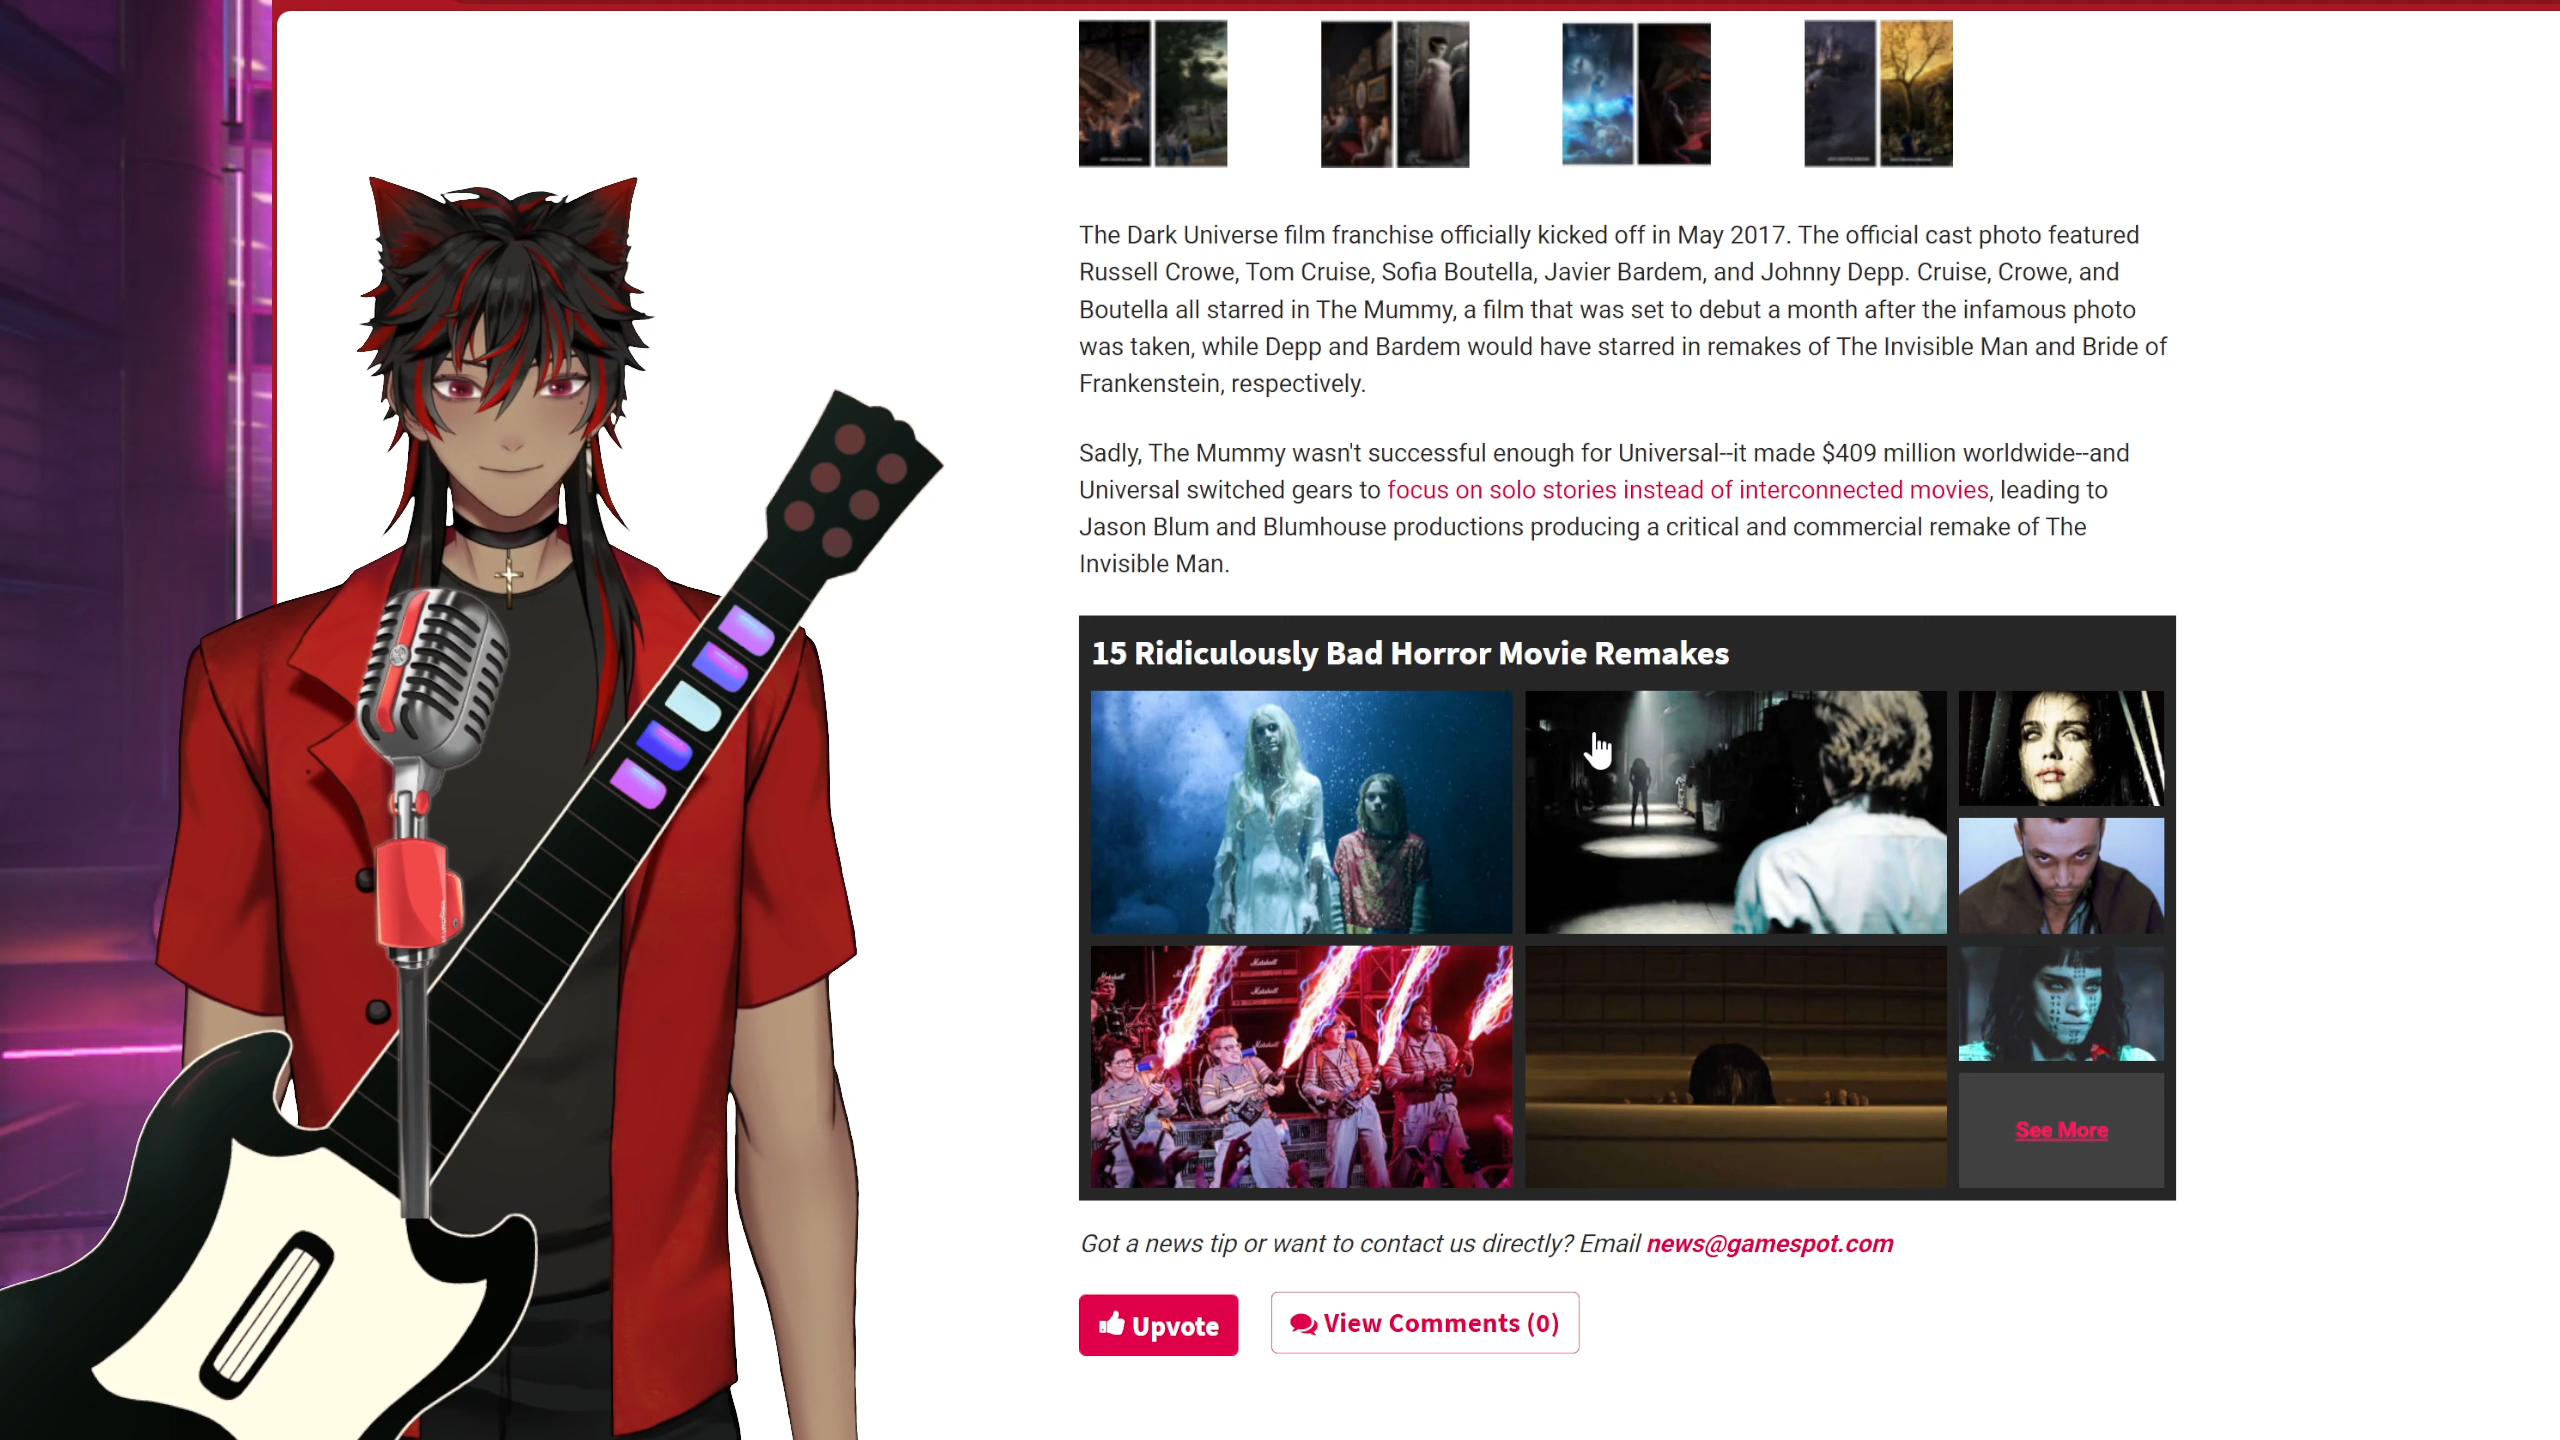 The Dark Universe film franchise officially kicked off in May 2017. The official cast photo featured
Russell Crowe, Tom Cruise, Sofia Boutella, Javier Bardem, and Johnny Depp. Cruise, Crowe, and
Boutella all starred in The Mummy, a film that was set to debut a month after the infamous photo
was taken, while Depp and Bardem would have starred in remakes of The Invisible Man and Bride of
Frankenstein, respectively.
Sadly, The Mummy wasn't successful enough for Universal--it made $409 million worldwide--and
Universal switched gears to focus on solo stories instead of interconnected movies, leading to
Jason Blum and Blumhouse productions producing a critical and commercial remake of The
Invisible Man.
15 Ridiculously Bad Horror Movie Remakes
Marshall
Marshall
Marshall
Marshall
See More
Got a news tip or want to contact us directly? Email news@gamespot.com
Upvote
View Comments (0)